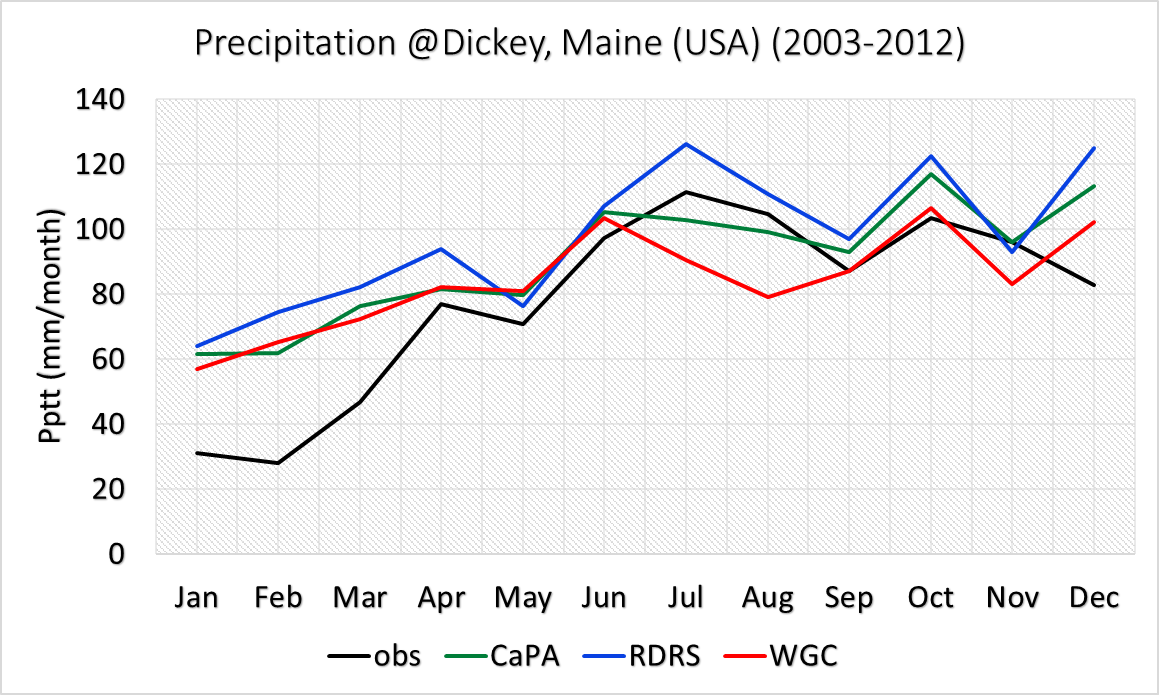 Precipitation @Dickey, Maine (USA) (2003-2012)
Pptt (mm/month)
140
120
100
80
60
40
20
0
Jan Feb Mar Apr May Jun Jul Aug Sep Oct Nov Dec
obs CaPA RDRS WGC